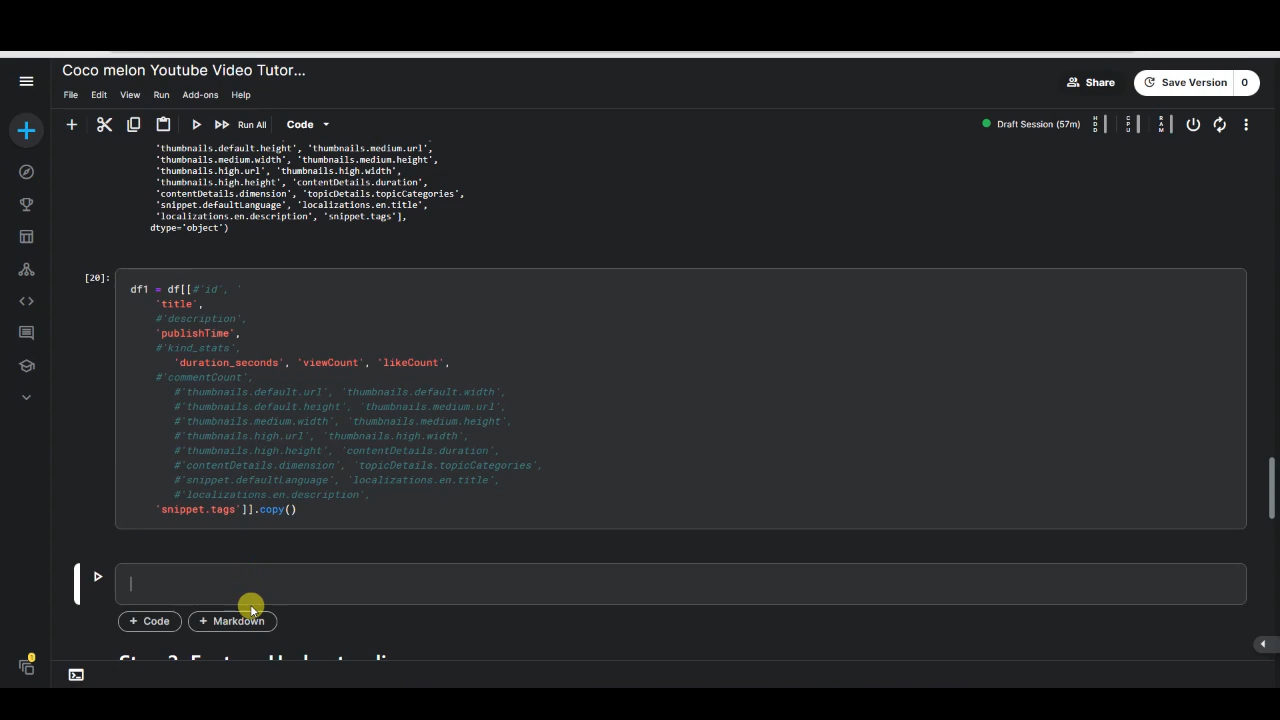 Coco melon Youtube Video Tutor...
File Edit View Run Add-ons Help
Share
Save Version 0
Run All Code
Draft Session (57m) HDD CPU RAM
'thumbnails.default.height', 'thumbnails.medium.url',
'thumbnails.medium.width', 'thumbnails.medium.height',
'thumbnails.high.url', 'thumbnails.high.width',
'thumbnails.high.height', 'contentDetails.duration',
'contentDetails.dimension', 'topicDetails.topicCategories',
'snippet.defaultLanguage', 'localizations.en.title',
'localizations.en.description', 'snippet.tags'],
dtype='object')
[20]:
df1 = df[[#'id', '
'title',
#'description',
'publishTime',
#'kind_stats',
'duration_seconds', 'viewCount', 'likeCount',
#'commentCount',
#'thumbnails.default.url', 'thumbnails.default.width',
#'thumbnails.default.height', 'thumbnails.medium.url',
#'thumbnails.medium.width', 'thumbnails.medium.height',
#'thumbnails.high.url', 'thumbnails.high.width',
#'thumbnails.high.height', 'contentDetails.duration',
#'contentDetails.dimension', 'topicDetails.topicCategories',
#'snippet.defaultLanguage', 'localizations.en.title',
#'localizations.en.description',
'snippet.tags']].copy()
+ Code + Markdown